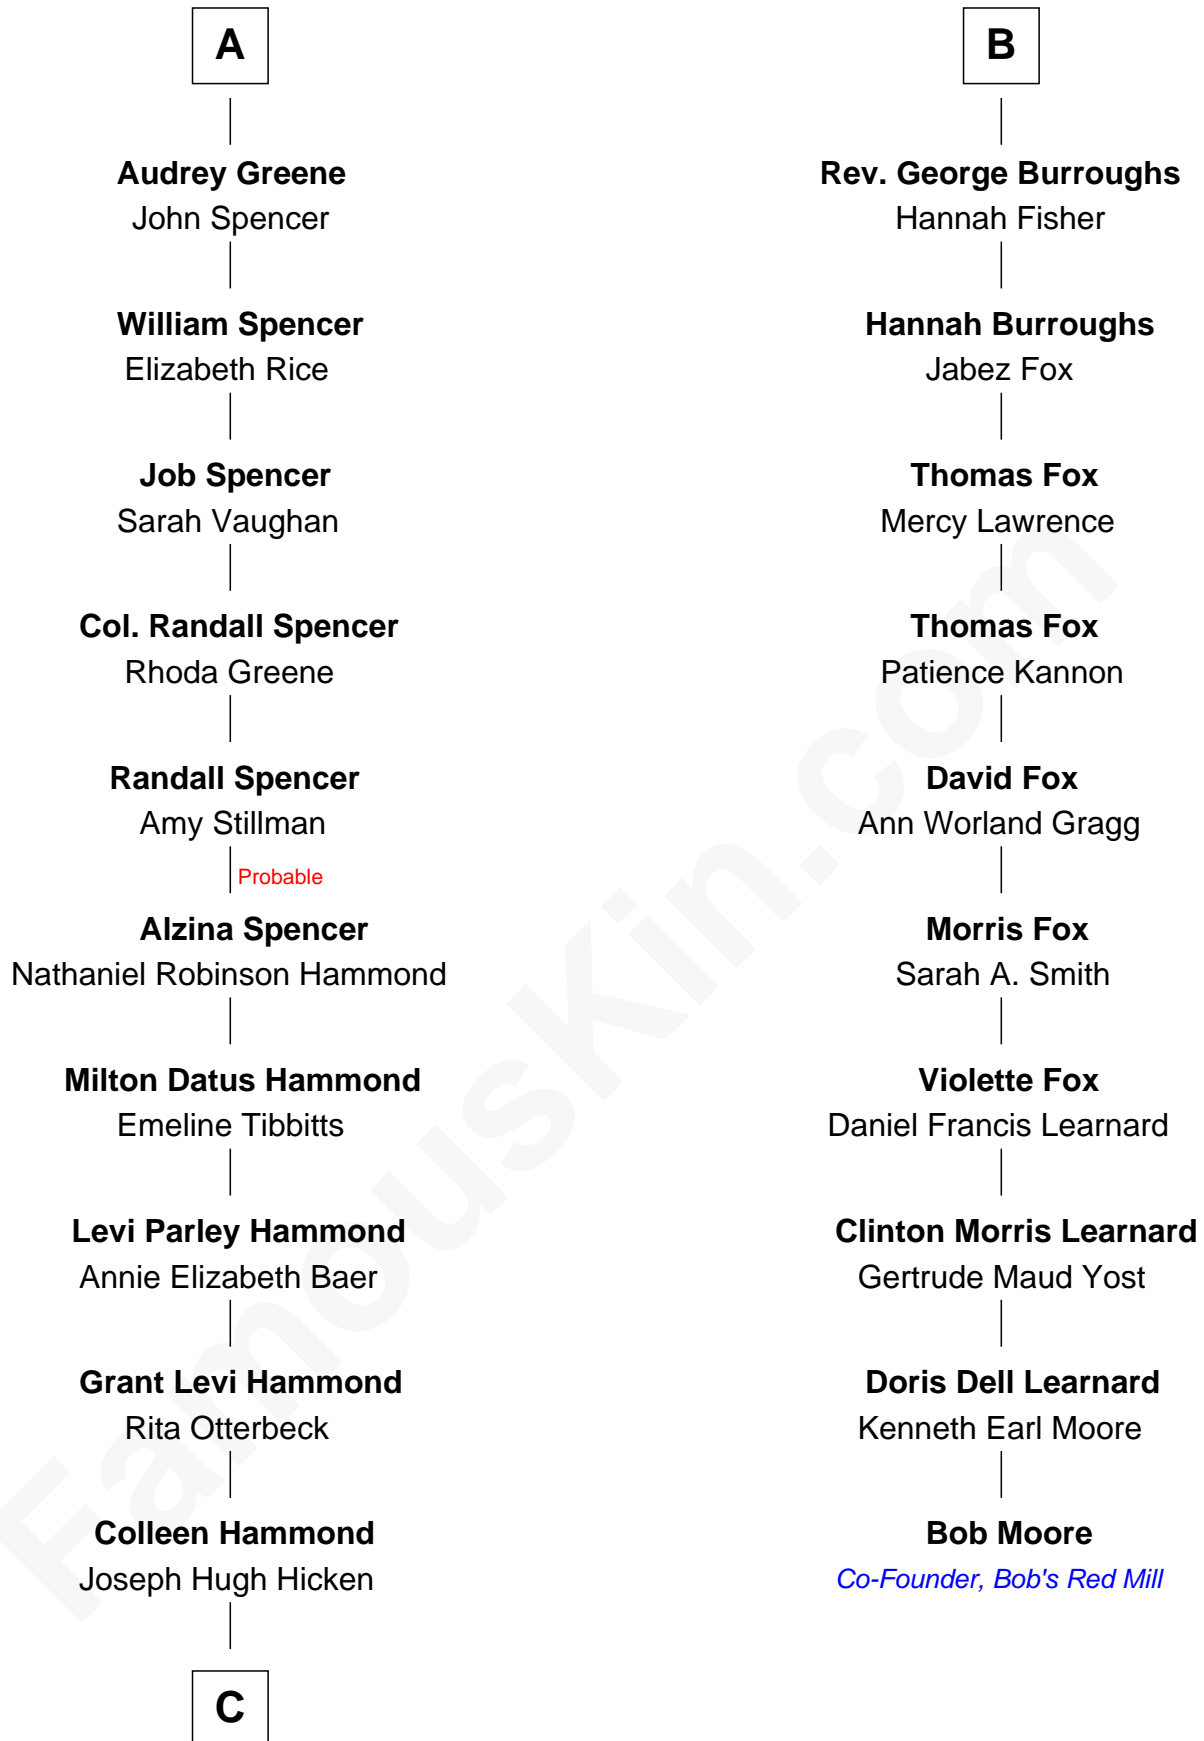 A
Audrey Greene
John Spencer
William Spencer
Elizabeth Rice
Job Spencer
Sarah Vaughan
Col. Randall Spencer
Rhoda Greene
Randall Spencer
Amy Stillman
Probable
Alzina Spencer
Nathaniel Robinson Hammond
Milton Datus Hammond
Emeline Tibbitts
Levi Parley Hammond
Annie Elizabeth Baer
Grant Levi Hammond
Rita Otterbeck
Colleen Hammond
Joseph Hugh Hicken
C
B
Rev. George Burroughs
Hannah Fisher
Hannah Burroughs
Jabez Fox
Thomas Fox
Mercy Lawrence
Thomas Fox
Patience Kannon
David Fox
Ann Worland Gragg
Morris Fox
Sarah A. Smith
Violette Fox
Daniel Francis Learnard
Clinton Morris Learnard
Gertrude Maud Yost
Doris Dell Learnard
Kenneth Earl Moore
Bob Moore
Co-Founder, Bob's Red Mill
FamousKin.com